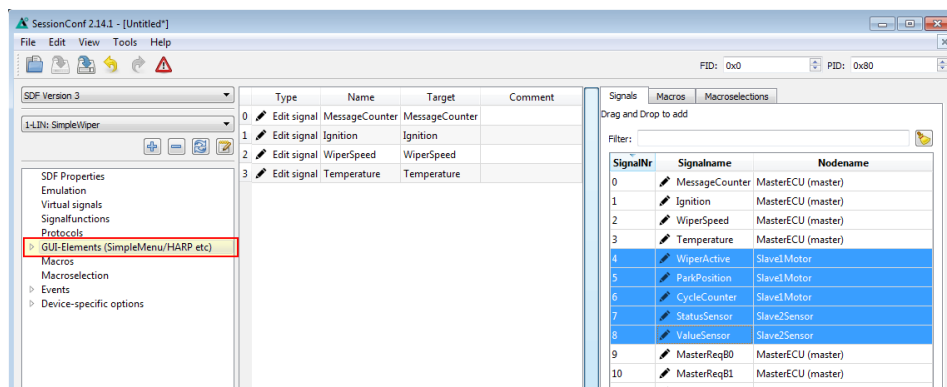 SessionConf 2.14.1 - [Untitled*]
File Edit View Tools Help
FID: 0x0 PID: 0x80
SDF Version 3
1-LIN: SimpleWiper
SDF Properties
Emulation
Virtual signals
Signalfunctions
Protocols
GUI-Elements (SimpleMenu/HARP etc)
Macros
Macroselection
Events
Device-specific options
Type Name Target Comment
0 Edit signal MessageCounter MessageCounter
1 Edit signal Ignition Ignition
2 Edit signal WiperSpeed WiperSpeed
3 Edit signal Temperature Temperature
Signals Macros Macroselections
Drag and Drop to add
Filter:
SignalNr Signalname Nodename
0 MessageCounter MasterECU (master)
1 Ignition MasterECU (master)
2 WiperSpeed MasterECU (master)
3 Temperature MasterECU (master)
4 WiperActive Slave1Motor
5 ParkPosition Slave1Motor
6 CycleCounter Slave1Motor
7 StatusSensor Slave2Sensor
8 ValueSensor Slave2Sensor
9 MasterReqB0 MasterECU (master)
10 MasterReqB1 MasterECU (master)